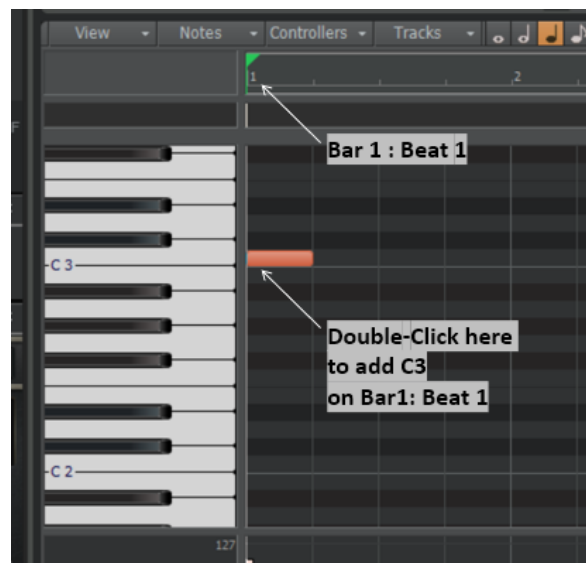 View Notes Controllers Tracks
1 2
Bar 1 : Beat 1
C 3
Double-Click here
to add C3
on Bar1: Beat 1
C 2
127